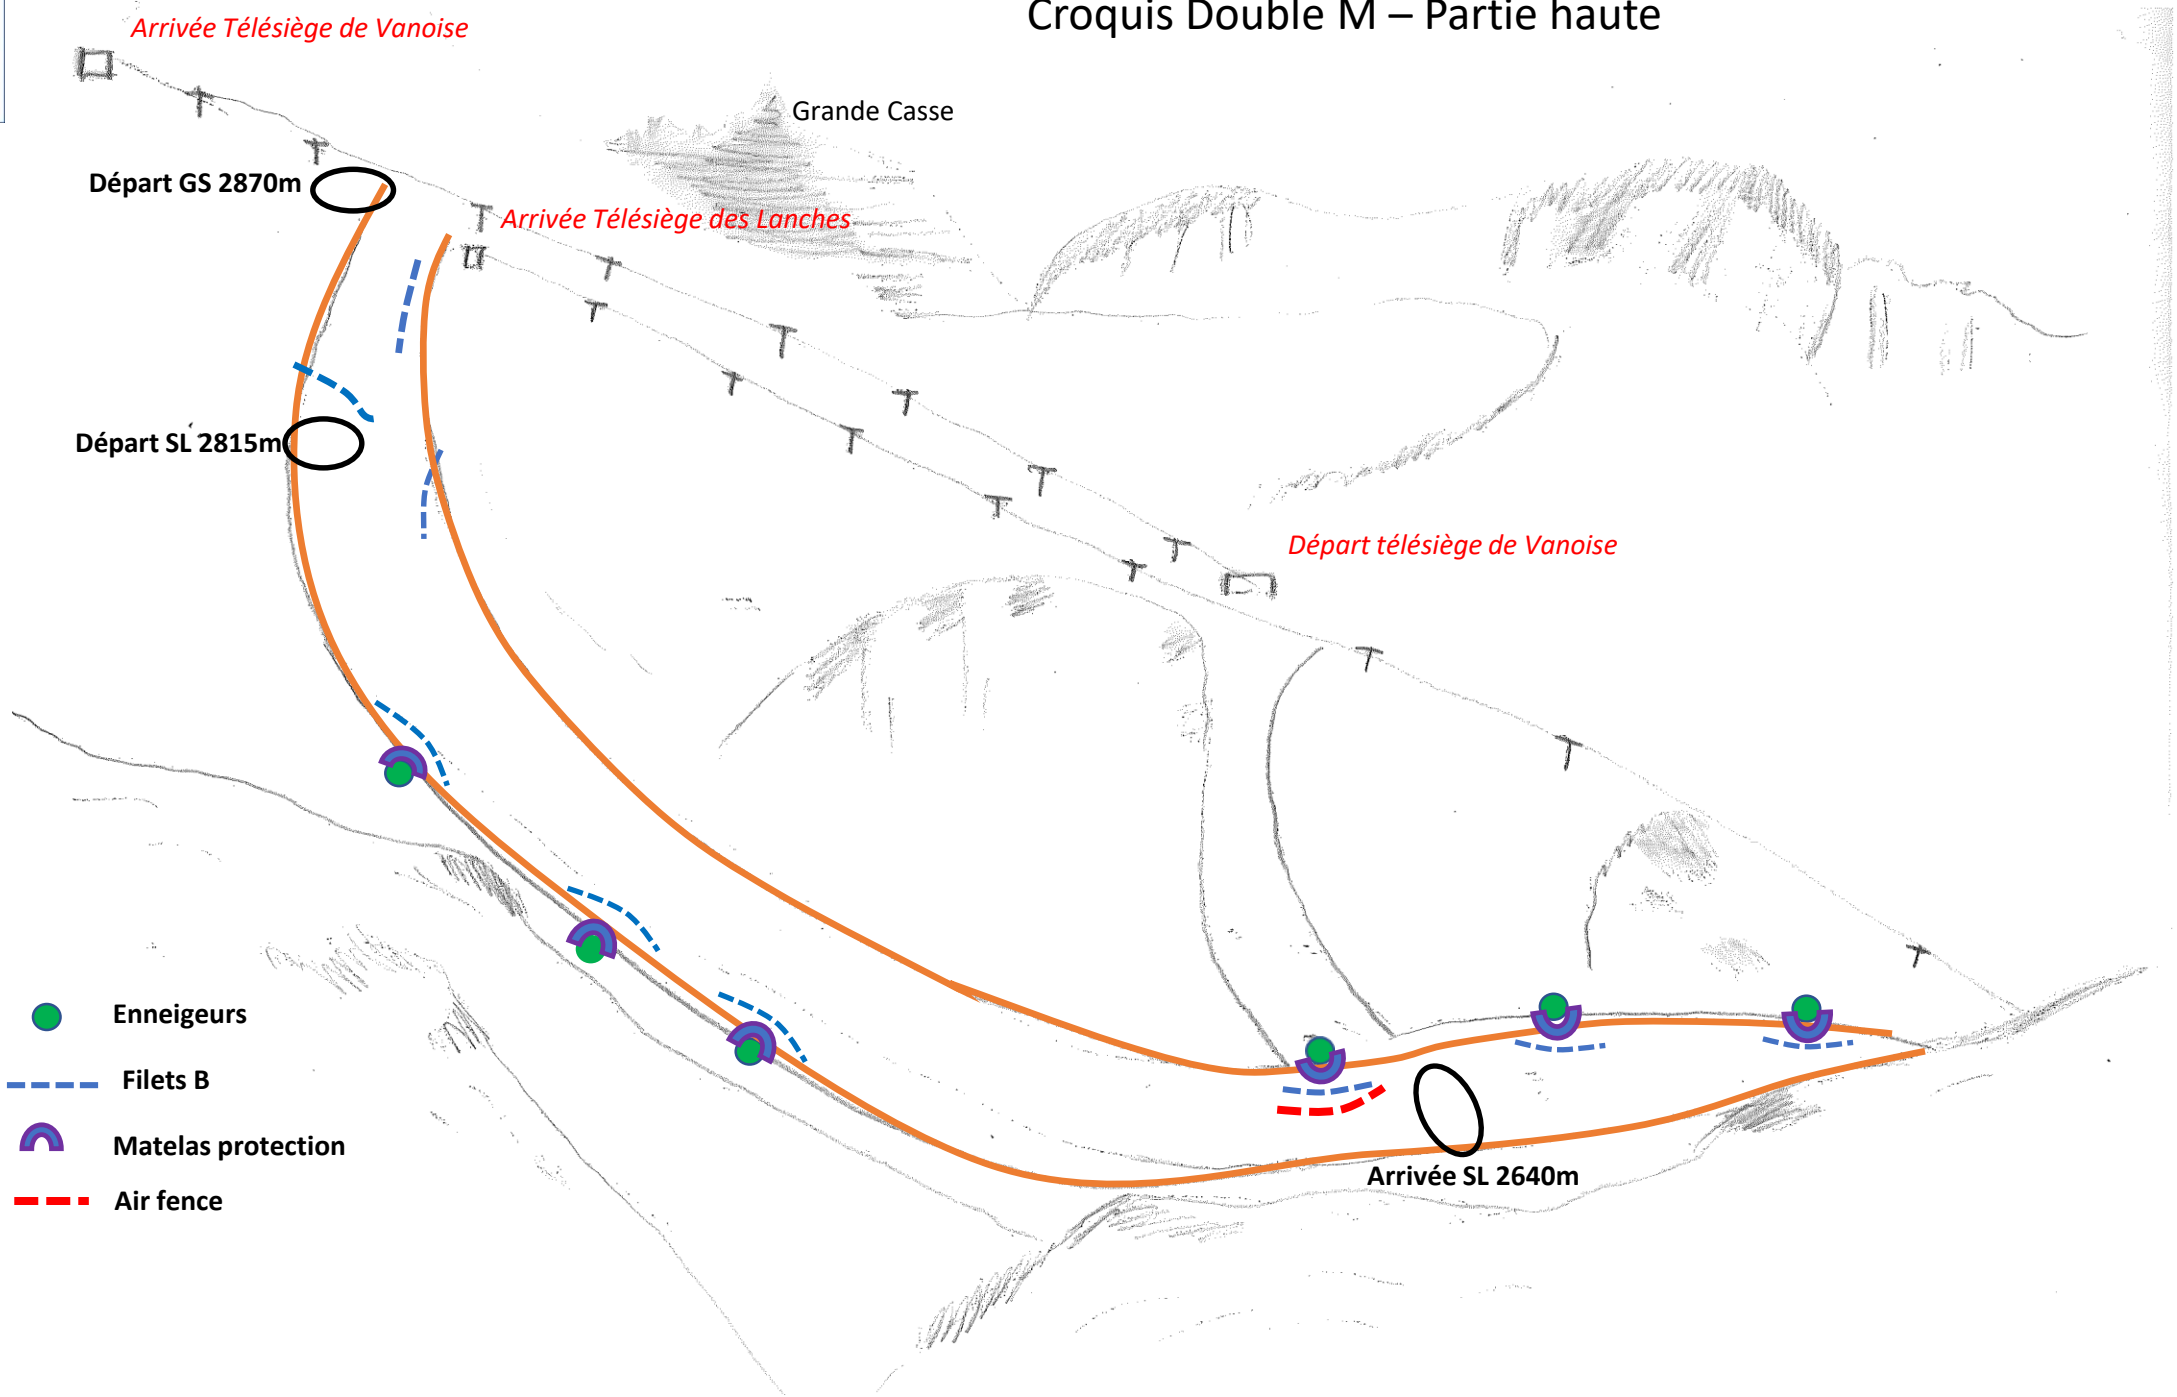 Croquis Double M – Partie haute
Arrivée Télésiège de Vanoise
Grande Casse
Départ GS 2870m
Arrivée Télésiège des Lanches
Départ SL 2815m
Départ télésiège de Vanoise
Enneigeurs
Filets B
Matelas protection
Air fence
Arrivée SL 2640m